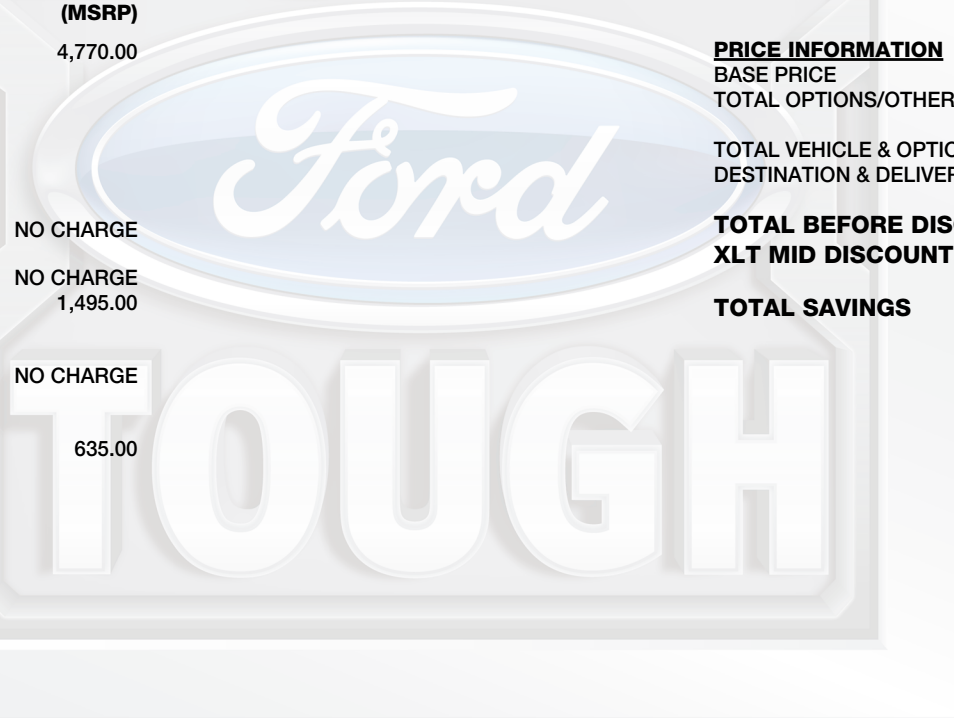 (MSRP)
4,770.00
NO CHARGE
NO CHARGE
1,495.00
NO CHARGE
635.00
PRICE INFORMATION
BASE PRICE
TOTAL OPTIONS/OTHER
TOTAL VEHICLE & OPTIO
DESTINATION & DELIVER
TOTAL BEFORE DISC
XLT MID DISCOUNT
TOTAL SAVINGS
Ford
TOUGH